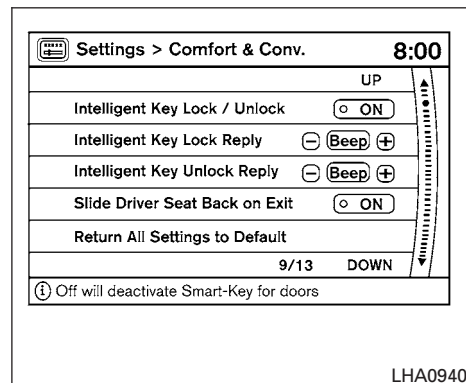 Settings > Comfort & Conv. 8:00
UP
Intelligent Key Lock / Unlock ON
Intelligent Key Lock Reply − Beep +
Intelligent Key Unlock Reply − Beep +
Slide Driver Seat Back on Exit ON
Return All Settings to Default
9/13 DOWN
i Off will deactivate Smart-Key for doors
LHA0940